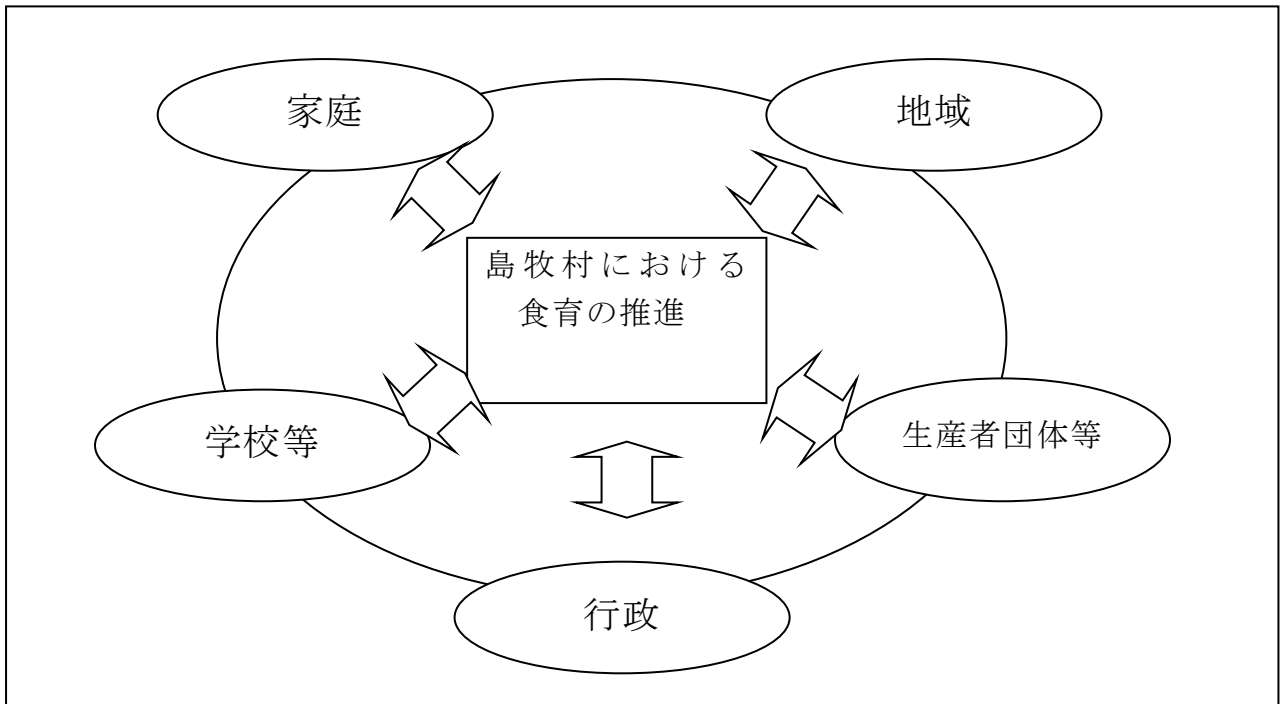 家庭
地域
島牧村における
食育の推進
学校等
生産者団体等
行政